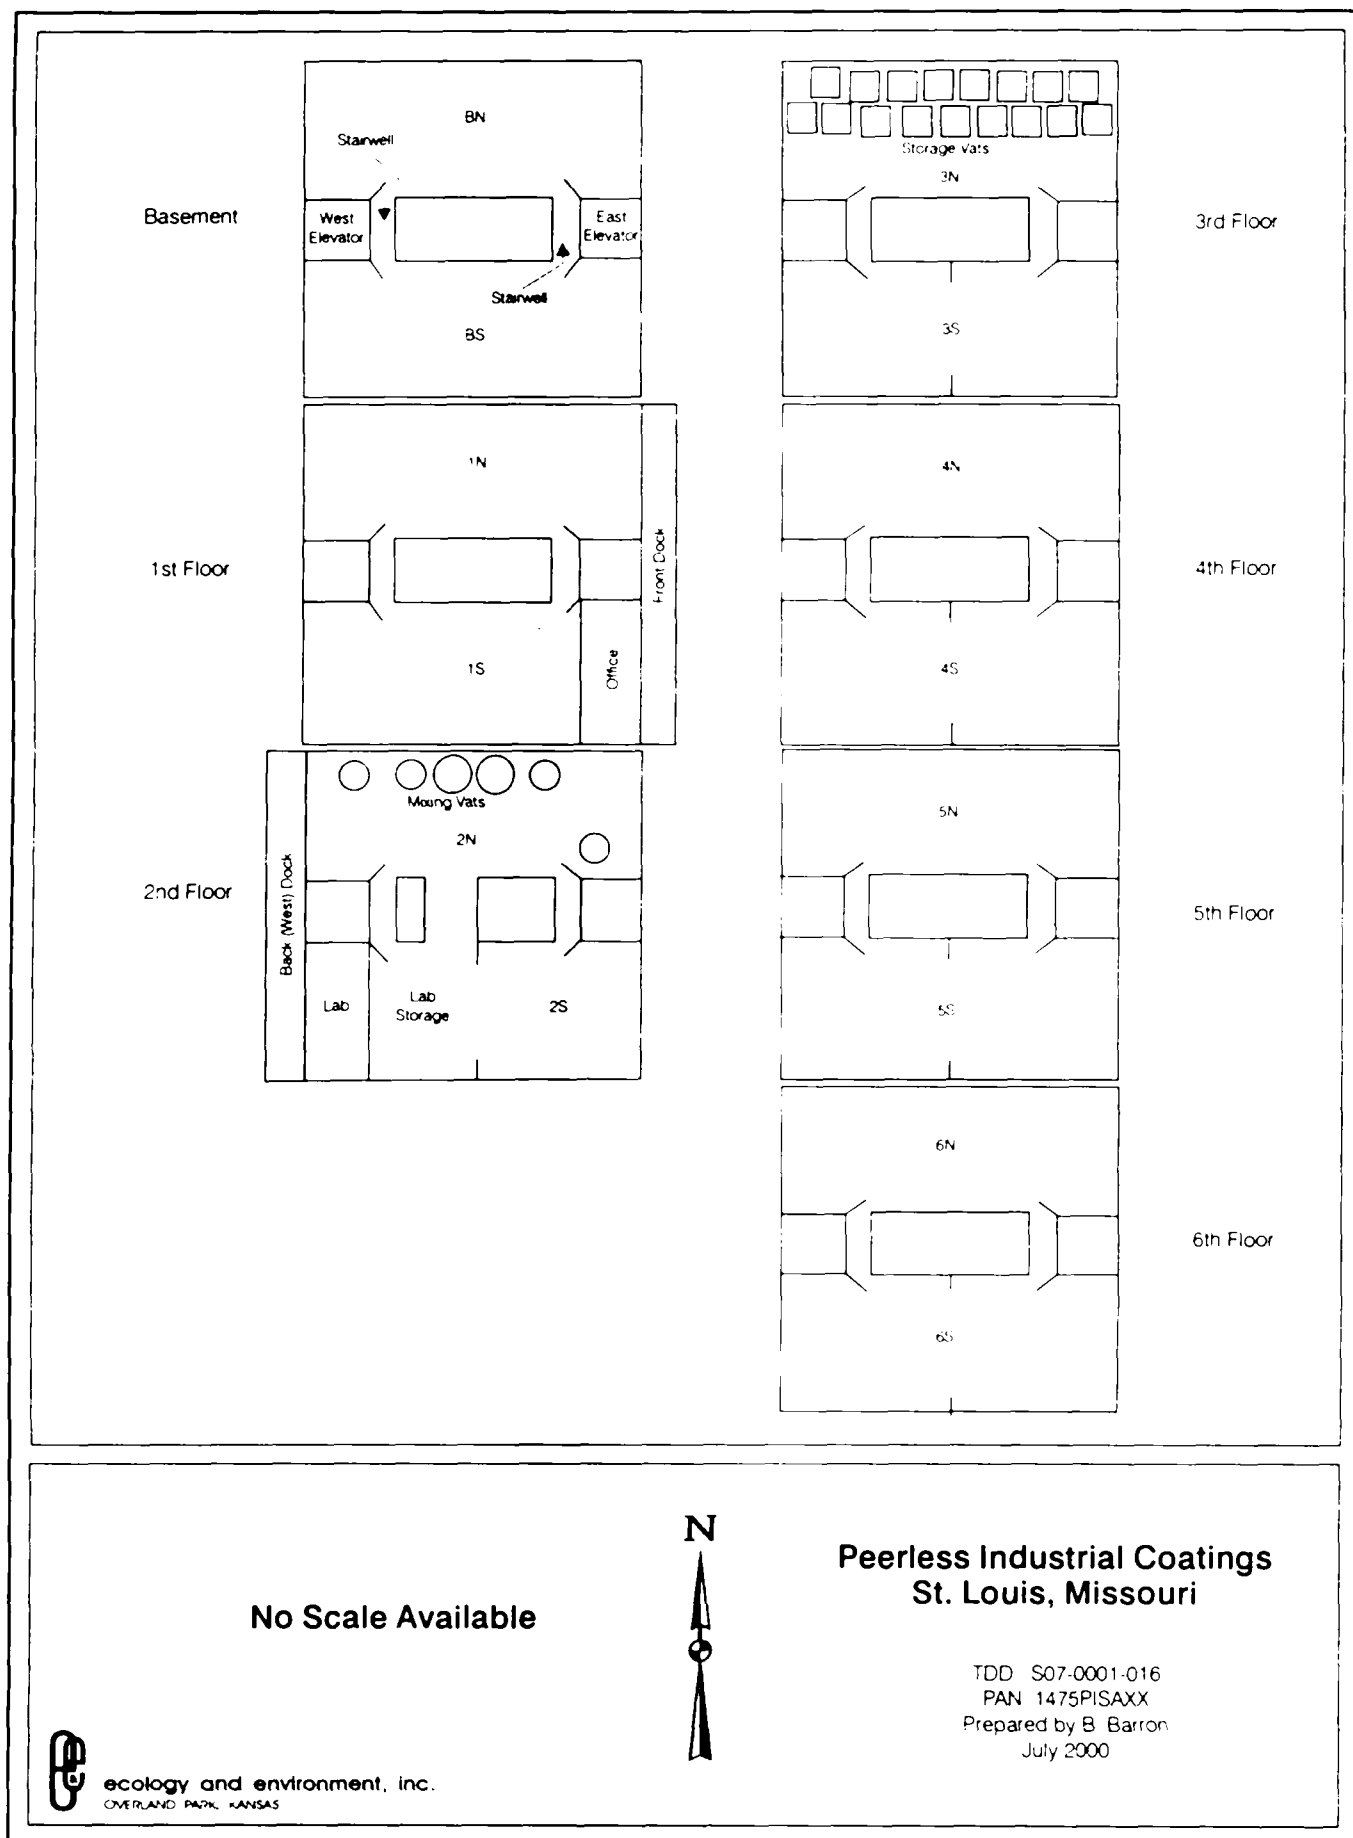 BN
Stairwell
Basement
West
Elevator
East
Elevator
Stairwell
BS
Storage Vats
3N
3rd Floor
3S
1N
1st Floor
Front Dock
1S
Office
4N
4th Floor
4S
Mixing Vats
2N
2nd Floor
Back (West) Dock
Lab
Lab
Storage
2S
5N
5th Floor
5S
6N
6th Floor
6S
No Scale Available
N
Peerless Industrial Coatings
St. Louis, Missouri
TDD S07-0001-016
PAN 1475PISAXX
Prepared by B Barron
July 2000
ecology and environment, inc.
OVERLAND PARK, KANSAS